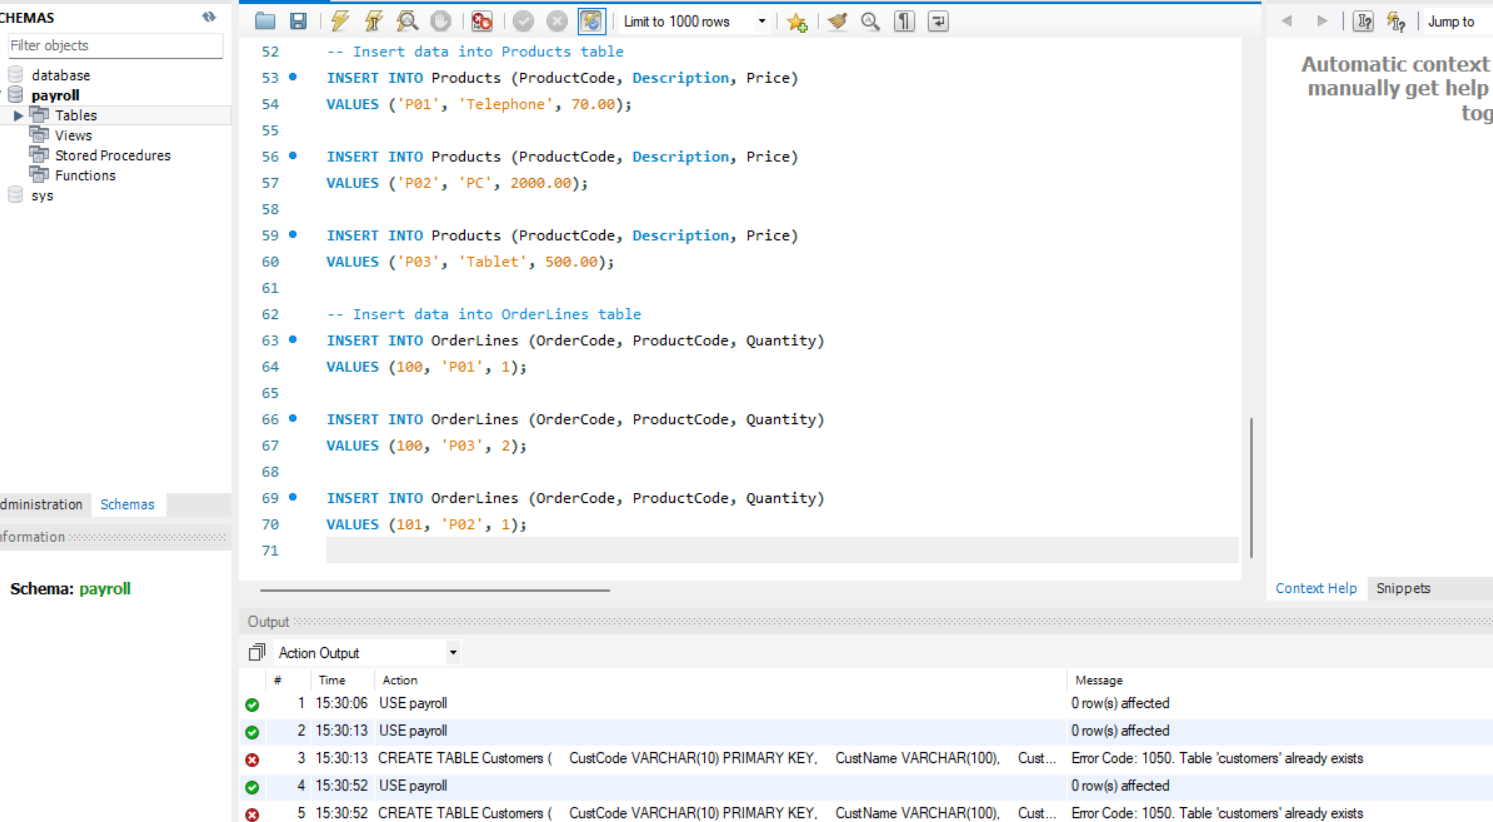 CHEMAS
Filter objects
database
payroll
Tables
Views
Stored Procedures
Functions
sys
dministration Schemas
nformation
Schema: payroll
Limit to 1000 rows
52 -- Insert data into Products table
53 INSERT INTO Products (ProductCode, Description, Price)
54 VALUES ('P01', 'Telephone', 70.00);
55
56 INSERT INTO Products (ProductCode, Description, Price)
57 VALUES ('P02', 'PC', 2000.00);
58
59 INSERT INTO Products (ProductCode, Description, Price)
60 VALUES ('P03', 'Tablet', 500.00);
61
62 -- Insert data into OrderLines table
63 INSERT INTO OrderLines (OrderCode, ProductCode, Quantity)
64 VALUES (100, 'P01', 1);
65
66 INSERT INTO OrderLines (OrderCode, ProductCode, Quantity)
67 VALUES (100, 'P03', 2);
68
69 INSERT INTO OrderLines (OrderCode, ProductCode, Quantity)
70 VALUES (101, 'P02', 1);
71
Jump to
Automatic context
manually get help
tog
Context Help Snippets
Output
Action Output
# Time Action Message
1 15:30:06 USE payroll 0 row(s) affected
2 15:30:13 USE payroll 0 row(s) affected
3 15:30:13 CREATE TABLE Customers ( CustCode VARCHAR(10) PRIMARY KEY, CustName VARCHAR(100), Cust... Error Code: 1050. Table 'customers' already exists
4 15:30:52 USE payroll 0 row(s) affected
5 15:30:52 CREATE TABLE Customers ( CustCode VARCHAR(10) PRIMARY KEY, CustName VARCHAR(100), Cust... Error Code: 1050. Table 'customers' already exists